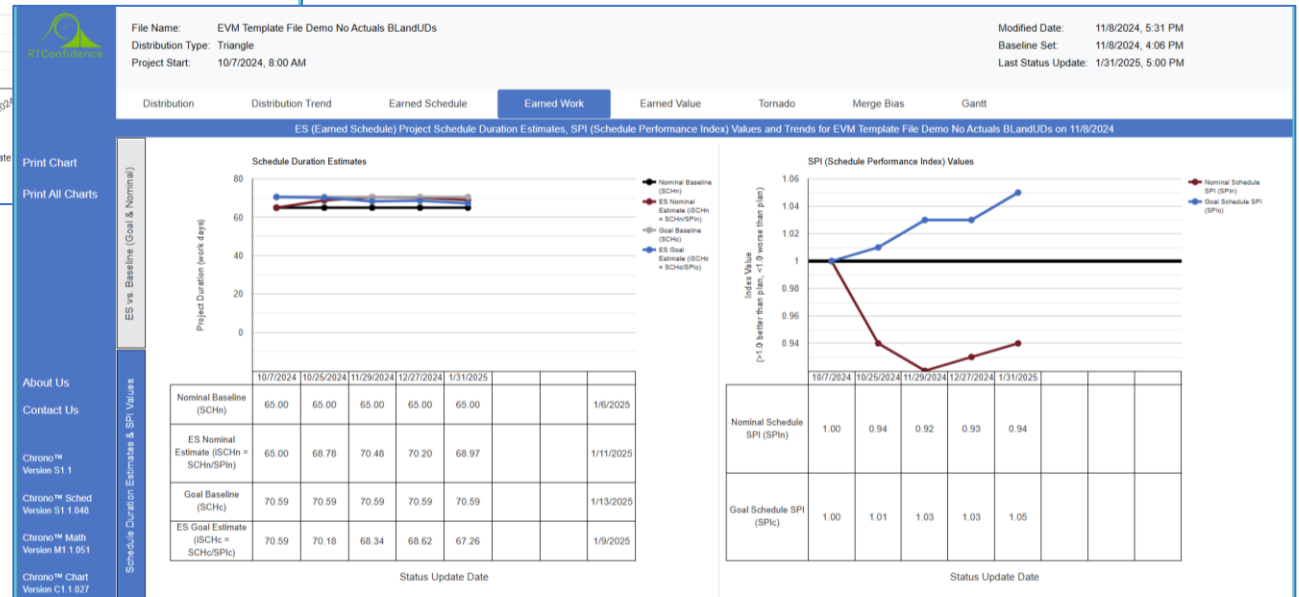 RTConfidence
File Name: EVM Template File Demo No Actuals BLandUDs
Distribution Type: Triangle
Project Start: 10/7/2024, 8:00 AM
Modified Date: 11/8/2024, 5:31 PM
Baseline Set: 11/8/2024, 4:06 PM
Last Status Update: 1/31/2025, 5:00 PM
Distribution Distribution Trend Earned Schedule Earned Work Earned Value Tornado Merge Bias Gantt
ES (Earned Schedule) Project Schedule Duration Estimates, SPI (Schedule Performance Index) Values and Trends for EVM Template File Demo No Actuals BLandUDs on 11/8/2024
Print Chart
Print All Charts
About Us
Contact Us
Chrono™
Version S1.1
Chrono™ Sched
Version S1.1.048
Chrono™ Math
Version M1.1.051
Chrono™ Chart
Version C1.1.027
ES vs. Baseline (Goal & Nominal)
Schedule Duration Estimates & SPI Values
Schedule Duration Estimates
Project Duration (work days)
80
60
40
20
0
Nominal Baseline
(SCHn)
ES Nominal
Estimate (iSCHn
= SCHn/SPIn)
Goal Baseline
(SCHc)
ES Goal
Estimate (iSCHc
= SCHc/SPIc)
10/7/2024 10/25/2024 11/29/2024 12/27/2024 1/31/2025
Nominal Baseline
(SCHn)
65.00 65.00 65.00 65.00 65.00 1/6/2025
ES Nominal
Estimate (iSCHn =
SCHn/SPIn)
65.00 68.78 70.48 70.20 68.97 1/11/2025
Goal Baseline
(SCHc)
70.59 70.59 70.59 70.59 70.59 1/13/2025
ES Goal Estimate
(iSCHc =
SCHc/SPIc)
70.59 70.18 68.34 68.62 67.26 1/9/2025
Status Update Date
SPI (Schedule Performance Index) Values
Index Value
(>1.0 better than plan, <1.0 worse than plan)
1.06
1.04
1.02
1
0.98
0.96
0.94
Nominal Schedule
SPI (SPIn)
Goal Schedule SPI
(SPIc)
10/7/2024 10/25/2024 11/29/2024 12/27/2024 1/31/2025
Nominal Schedule
SPI (SPIn)
1.00 0.94 0.92 0.93 0.94
Goal Schedule SPI
(SPIc)
1.00 1.01 1.03 1.03 1.05
Status Update Date